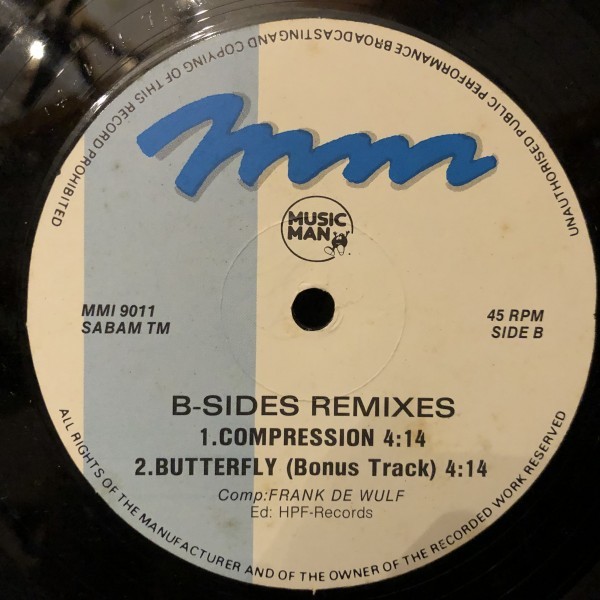 UNAUTHORISED PUBLIC PERFORMANCE BROADCASTING AND COPYING OF THIS RECORD PROHIBITED
mm
MUSIC
MAN
MMI 9011
SABAM TM
45 RPM
SIDE B
B-SIDES REMIXES
1.COMPRESSION 4:14
2.BUTTERFLY (Bonus Track) 4:14
Comp:FRANK DE WULF
Ed: HPF-Records
ALL RIGHTS OF THE MANUFACTURER AND OF THE OWNER OF THE RECORDED WORK RESERVED